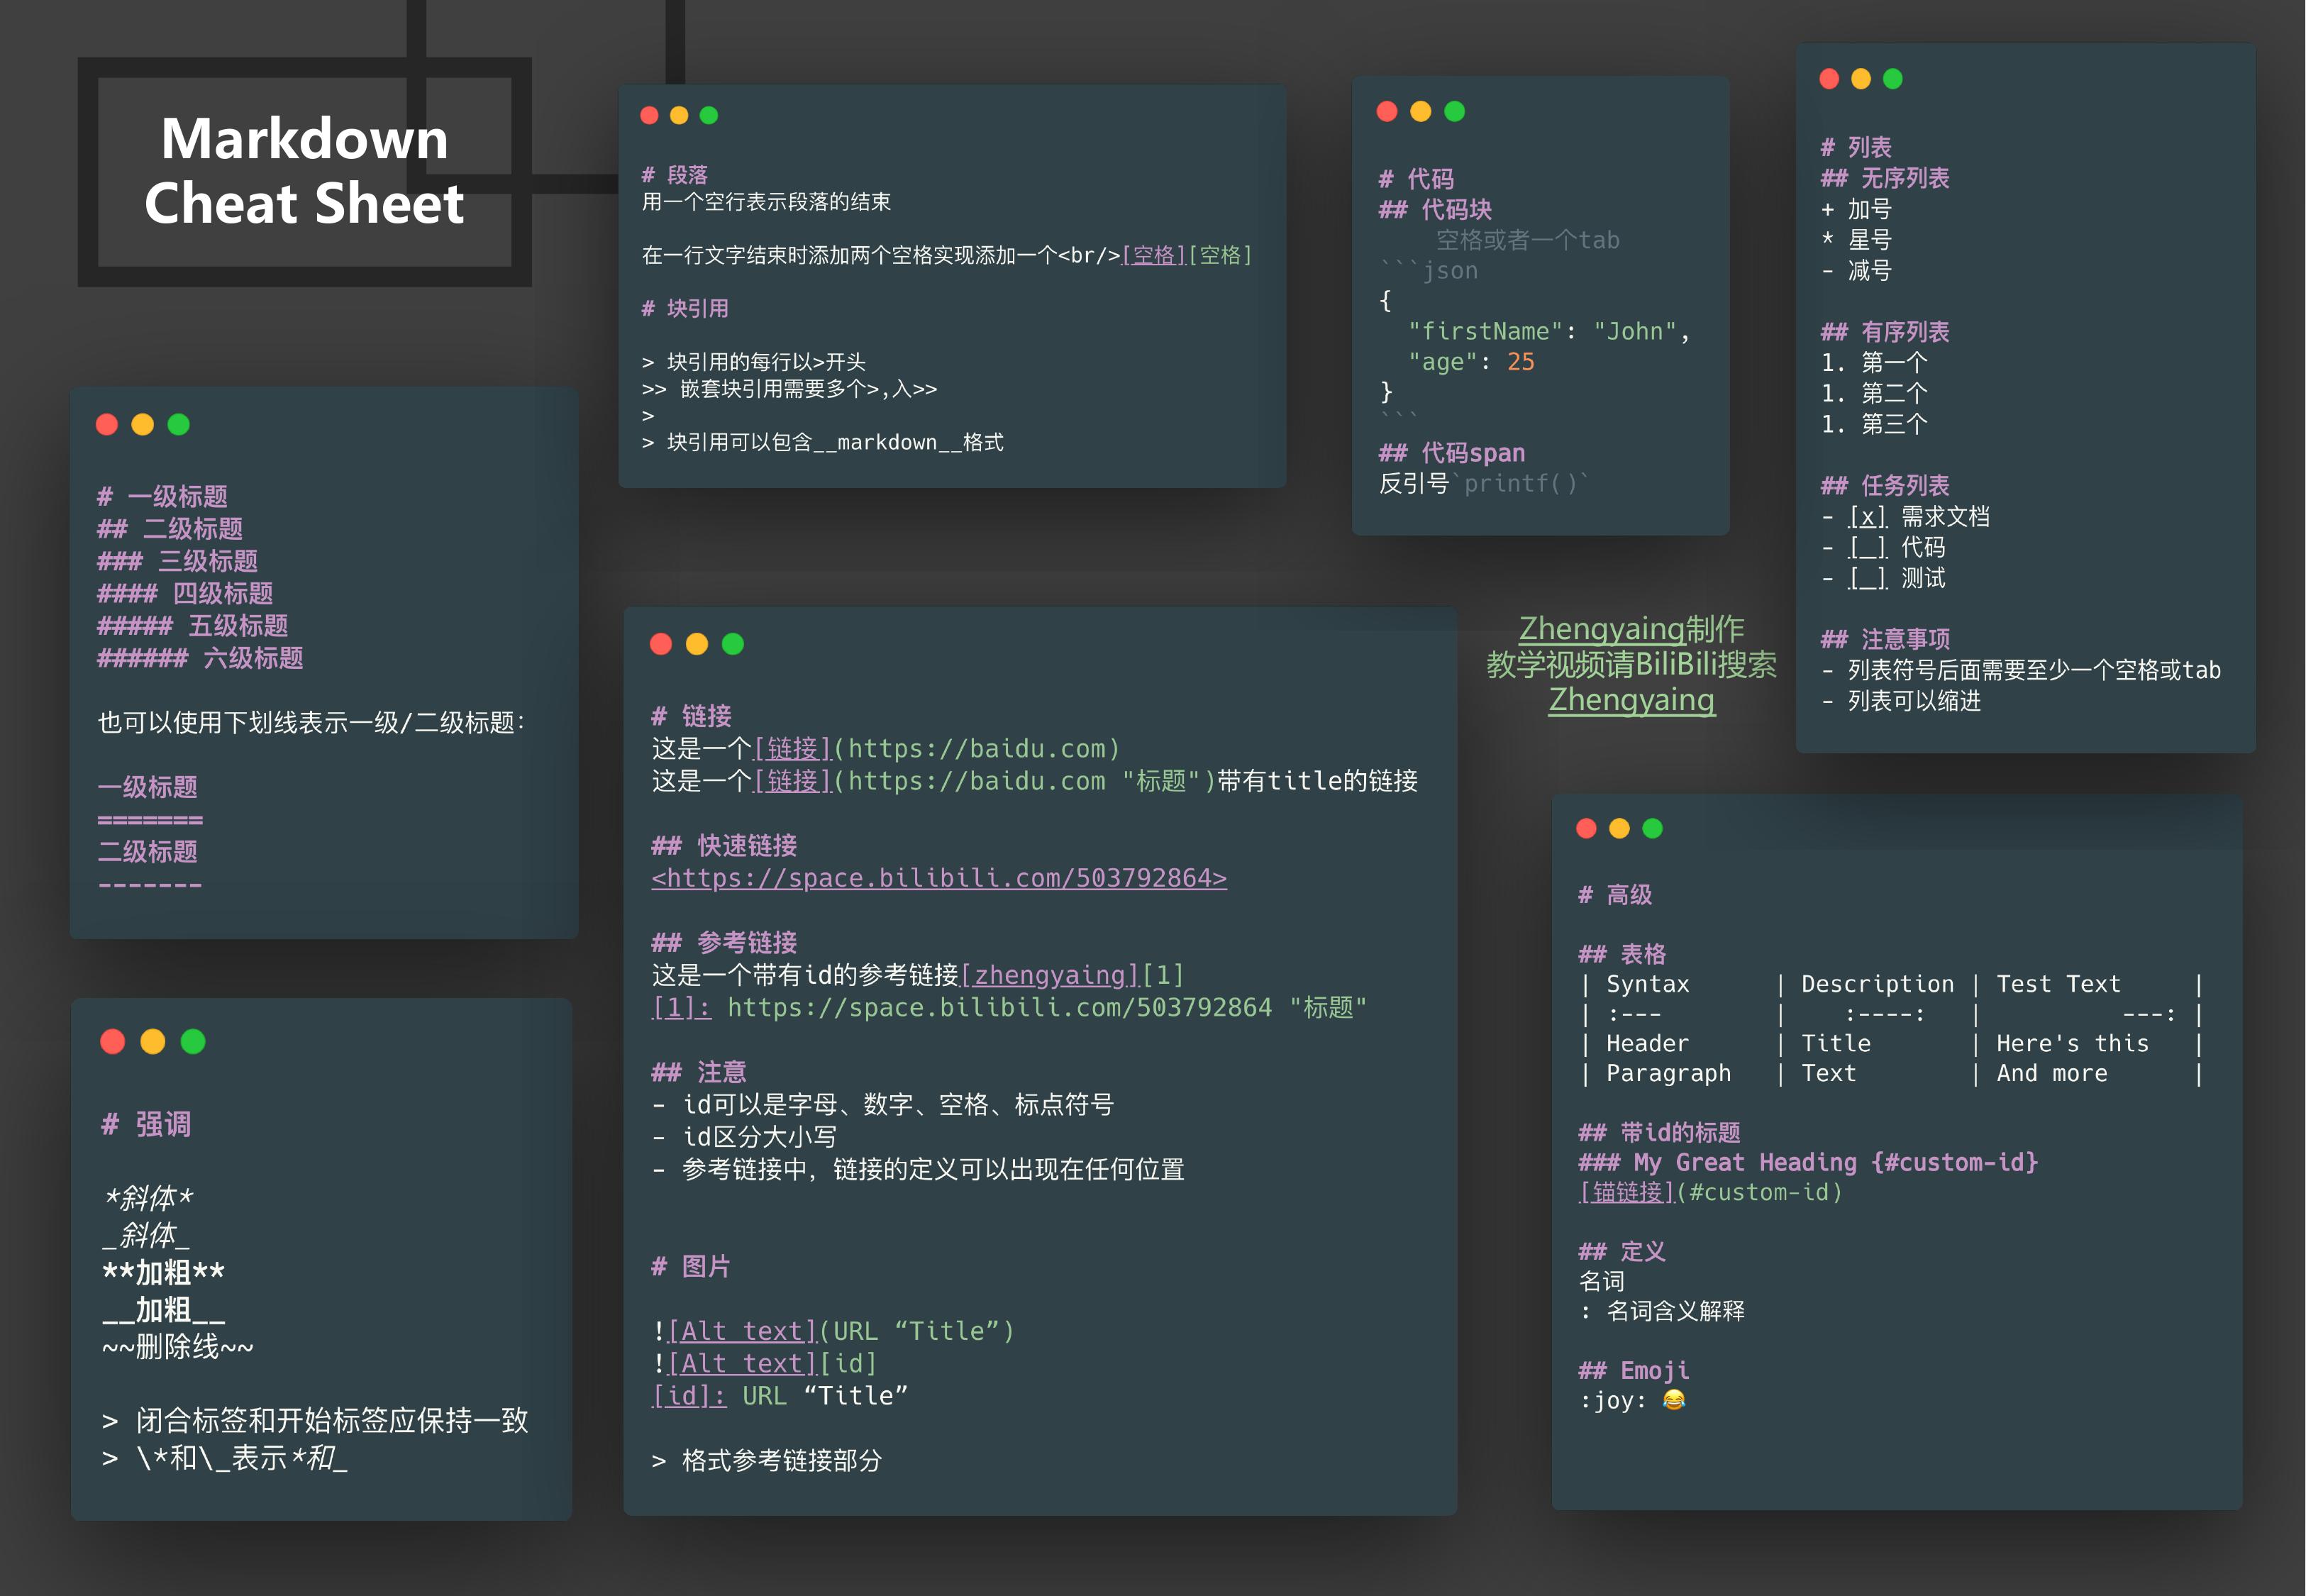 Markdown
Cheat Sheet
# 一级标题
## 二级标题
### 三级标题
#### 四级标题
##### 五级标题
###### 六级标题
也可以使用下划线表示一级/二级标题:
一级标题
=======
二级标题
-------
# 强调
*斜体*
_斜体_
**加粗**
__加粗__
~~删除线~~
> 闭合标签和开始标签应保持一致
> \*和\_表示*和_
# 段落
用一个空行表示段落的结束
在一行文字结束时添加两个空格实现添加一个<br/>[空格][空格]
# 块引用
> 块引用的每行以>开头
>> 嵌套块引用需要多个>,入>>
>
> 块引用可以包含__markdown__格式
# 链接
这是一个[链接](https://baidu.com)
这是一个[链接](https://baidu.com "标题")带有title的链接
## 快速链接
<https://space.bilibili.com/503792864>
## 参考链接
这是一个带有id的参考链接[zhengyaing][1]
[1]: https://space.bilibili.com/503792864 "标题"
## 注意
- id可以是字母、数字、空格、标点符号
- id区分大小写
- 参考链接中，链接的定义可以出现在任何位置
# 图片
![Alt text](URL “Title”)
![Alt text][id]
[id]: URL “Title”
> 格式参考链接部分
# 代码
## 代码块
    空格或者一个tab
```json
{
  "firstName": "John",
  "age": 25
}
```
## 代码span
反引号`printf()`
Zhengyaing制作
教学视频请BiliBili搜索
Zhengyaing
# 列表
## 无序列表
+ 加号
* 星号
- 减号
## 有序列表
1. 第一个
1. 第二个
1. 第三个
## 任务列表
- [x] 需求文档
- [ ] 代码
- [ ] 测试
## 注意事项
- 列表符号后面需要至少一个空格或tab
- 列表可以缩进
# 高级
## 表格
| Syntax      | Description | Test Text     |
| :---        |    :----:   |          ---: |
| Header      | Title       | Here's this   |
| Paragraph   | Text        | And more      |
## 带id的标题
### My Great Heading {#custom-id}
[锚链接](#custom-id)
## 定义
名词
: 名词含义解释
## Emoji
:joy: 😂